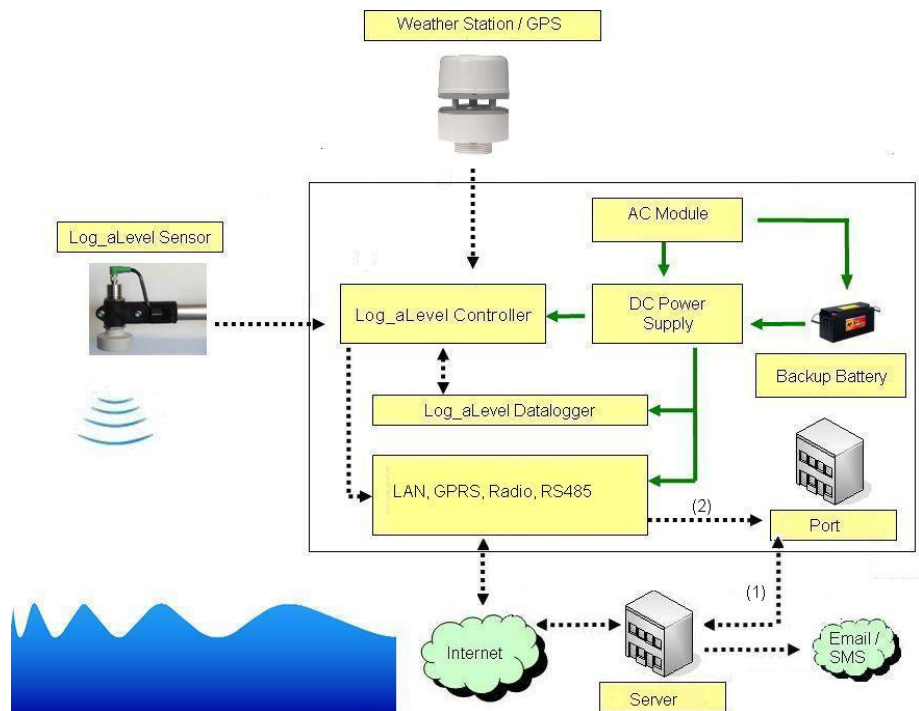 Weather Station / GPS
Log_aLevel Sensor
AC Module
Log_aLevel Controller
DC Power
Supply
Backup Battery
Log_aLevel Datalogger
LAN, GPRS, Radio, RS485
(2)
Port
(1)
Internet
Server
Email /
SMS